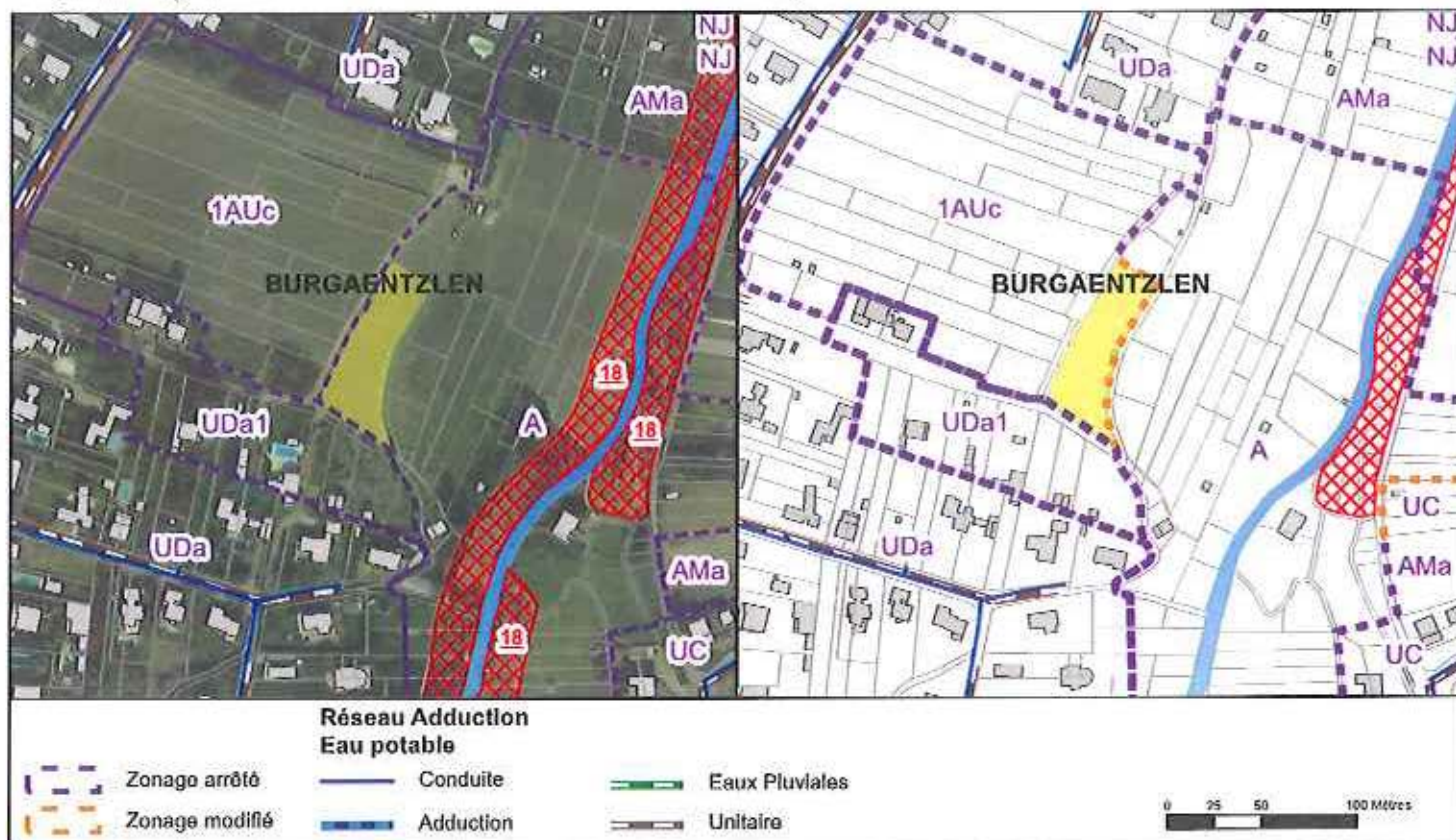 NJ
NJ
UDa
AMa
1AUc
BURGAENTZLEN
18
A
18
UDa1
UDa
AMa
18
UC
NJ
NJ
UDa
AMa
1AUc
BURGAENTZLEN
UDa1
A
UC
UDa
AMa
UC
Réseau Adduction
Eau potable
Zonage arrêté
Conduite
Eaux Pluviales
Zonage modifié
Adduction
Unitaire
0 25 50 100 Mètres